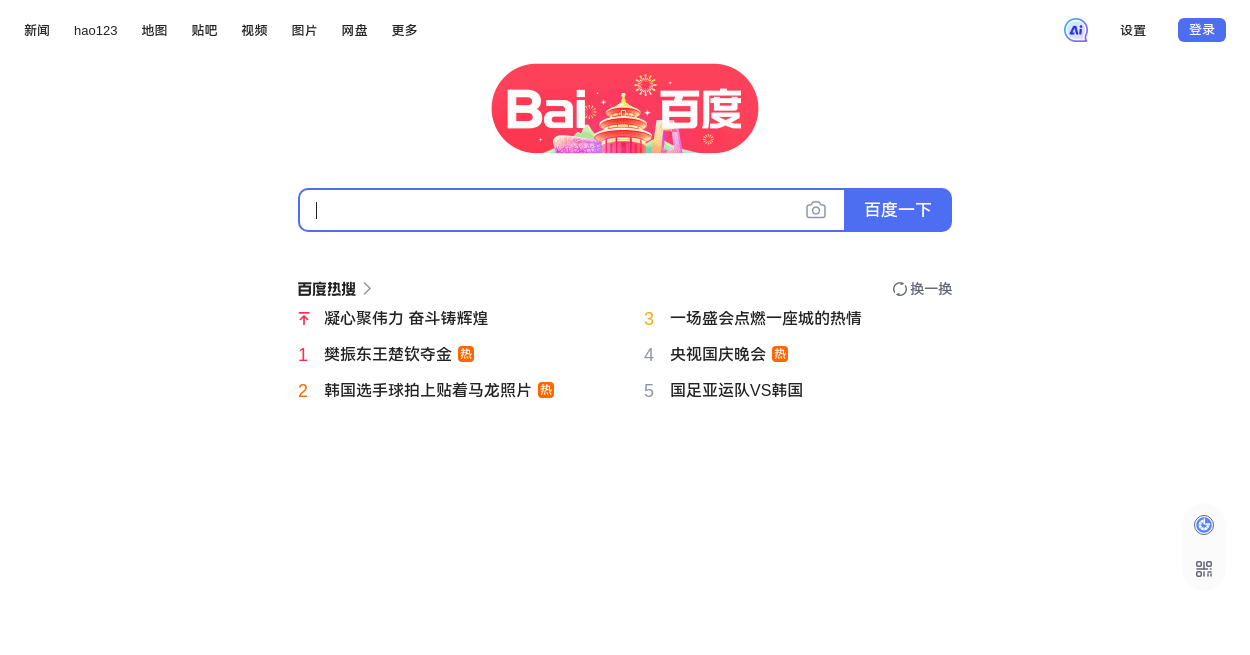 新闻 hao123 地图 贴吧 视频 图片 网盘 更多 Ai 设置 登录
Bai 百度
百度一下
百度热搜 换一换
凝心聚伟力 奋斗铸辉煌
1 樊振东王楚钦夺金 热
2 韩国选手球拍上贴着马龙照片 热
3 一场盛会点燃一座城的热情
4 央视国庆晚会 热
5 国足亚运队VS韩国